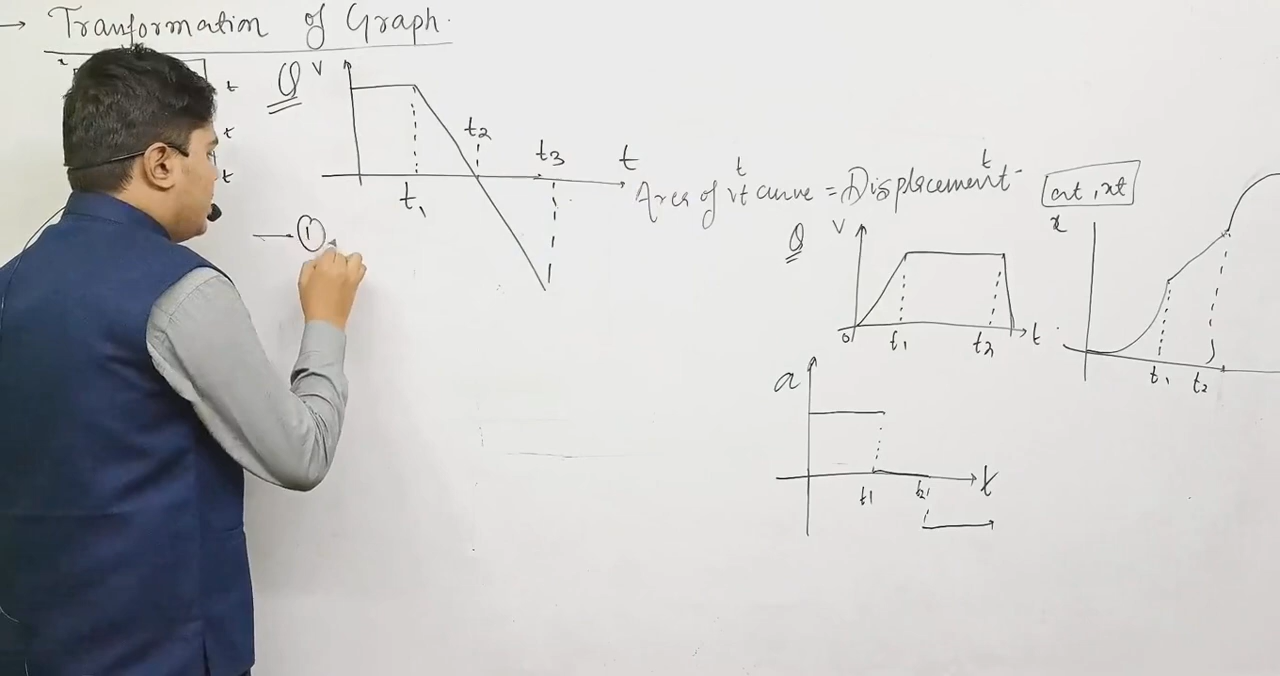 → Tranformation of Graph.
x
t
t
t
Q
V
t1
t2
t3
t
t
t
Area of vt curve = Displacement
at, xt
→ ①
Q
V
0
t1
t2
t
x
t1
t2
a
t1
t2
t